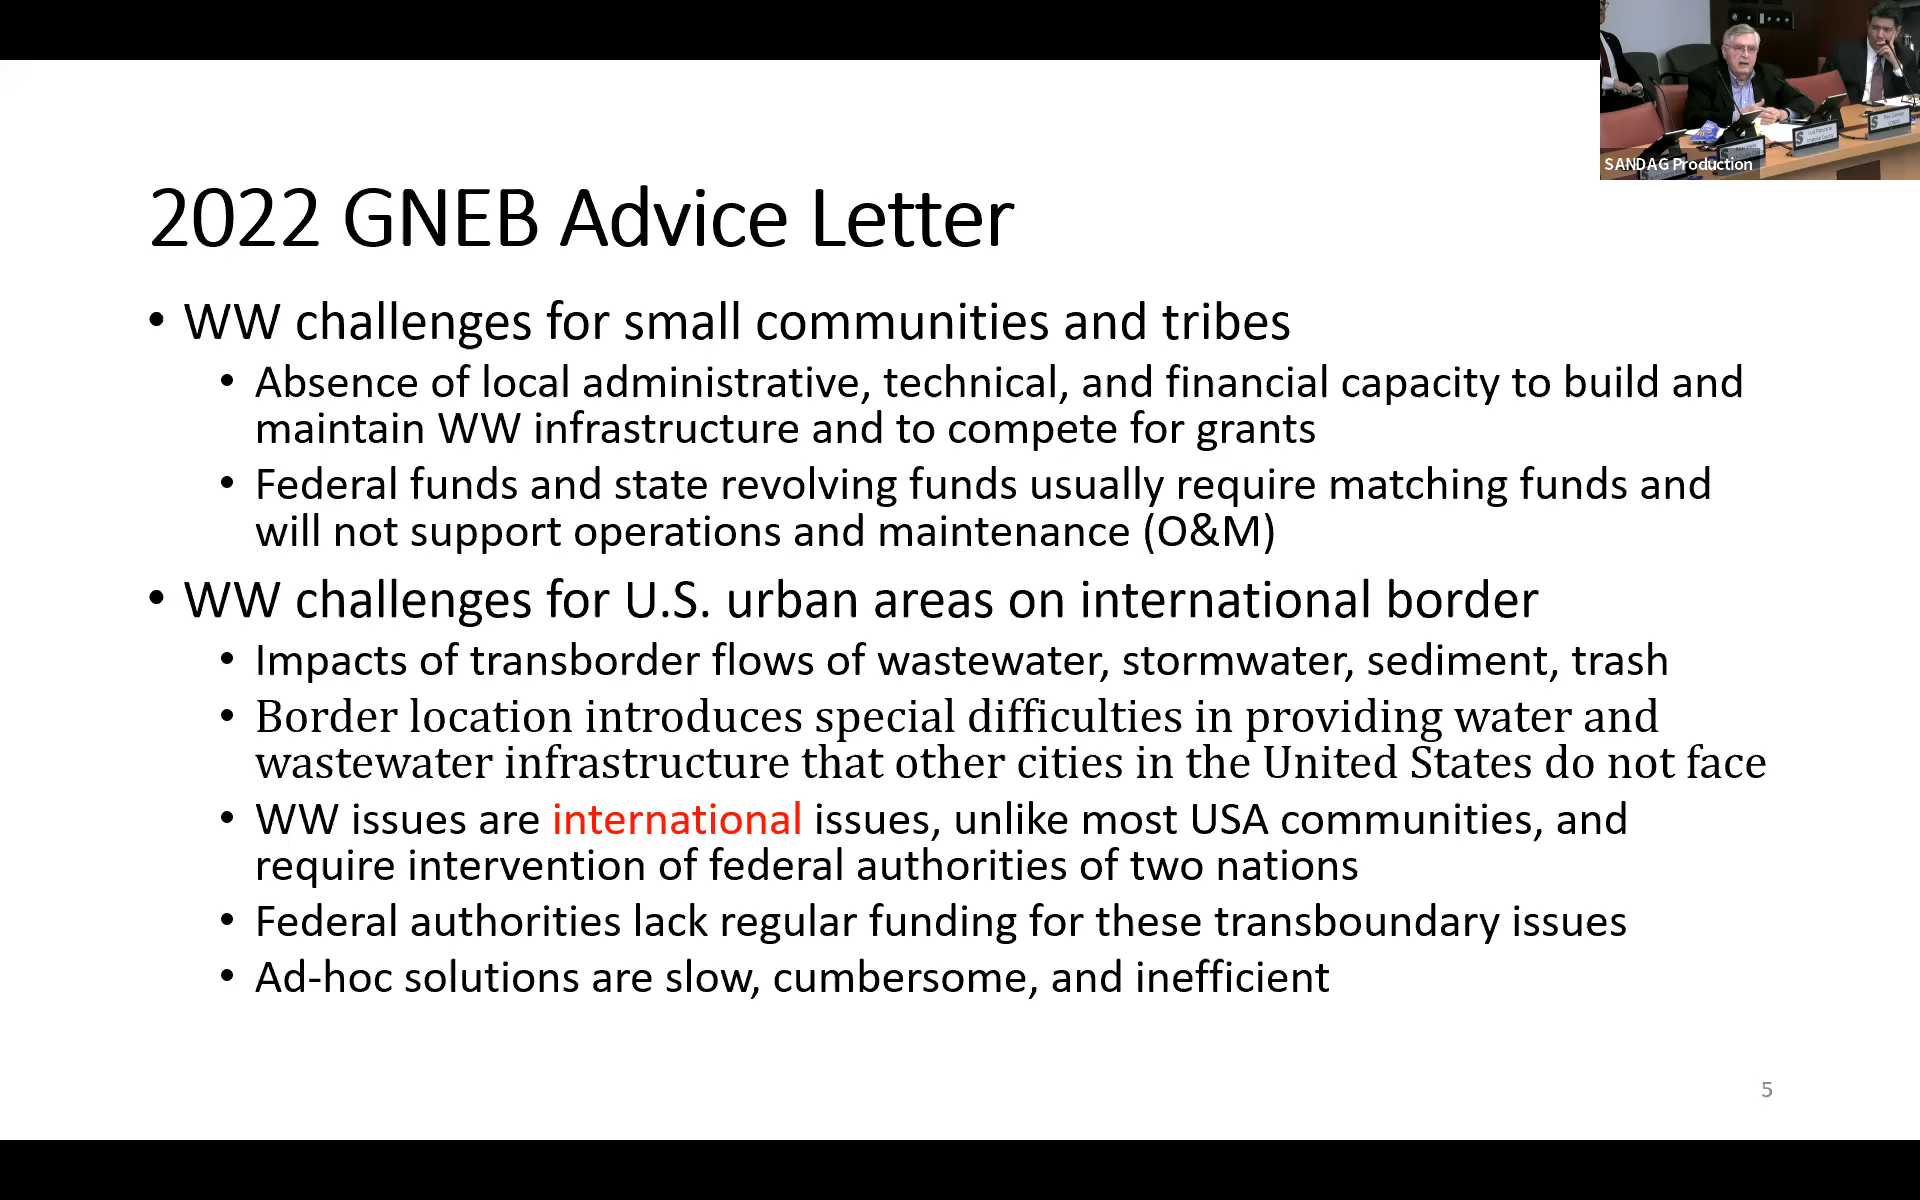 SANDAG Production
2022 GNEB Advice Letter
• WW challenges for small communities and tribes
• Absence of local administrative, technical, and financial capacity to build and
maintain WW infrastructure and to compete for grants
• Federal funds and state revolving funds usually require matching funds and
will not support operations and maintenance (O&M)
• WW challenges for U.S. urban areas on international border
• Impacts of transborder flows of wastewater, stormwater, sediment, trash
• Border location introduces special difficulties in providing water and
wastewater infrastructure that other cities in the United States do not face
• WW issues are international issues, unlike most USA communities, and
require intervention of federal authorities of two nations
• Federal authorities lack regular funding for these transboundary issues
• Ad-hoc solutions are slow, cumbersome, and inefficient
5